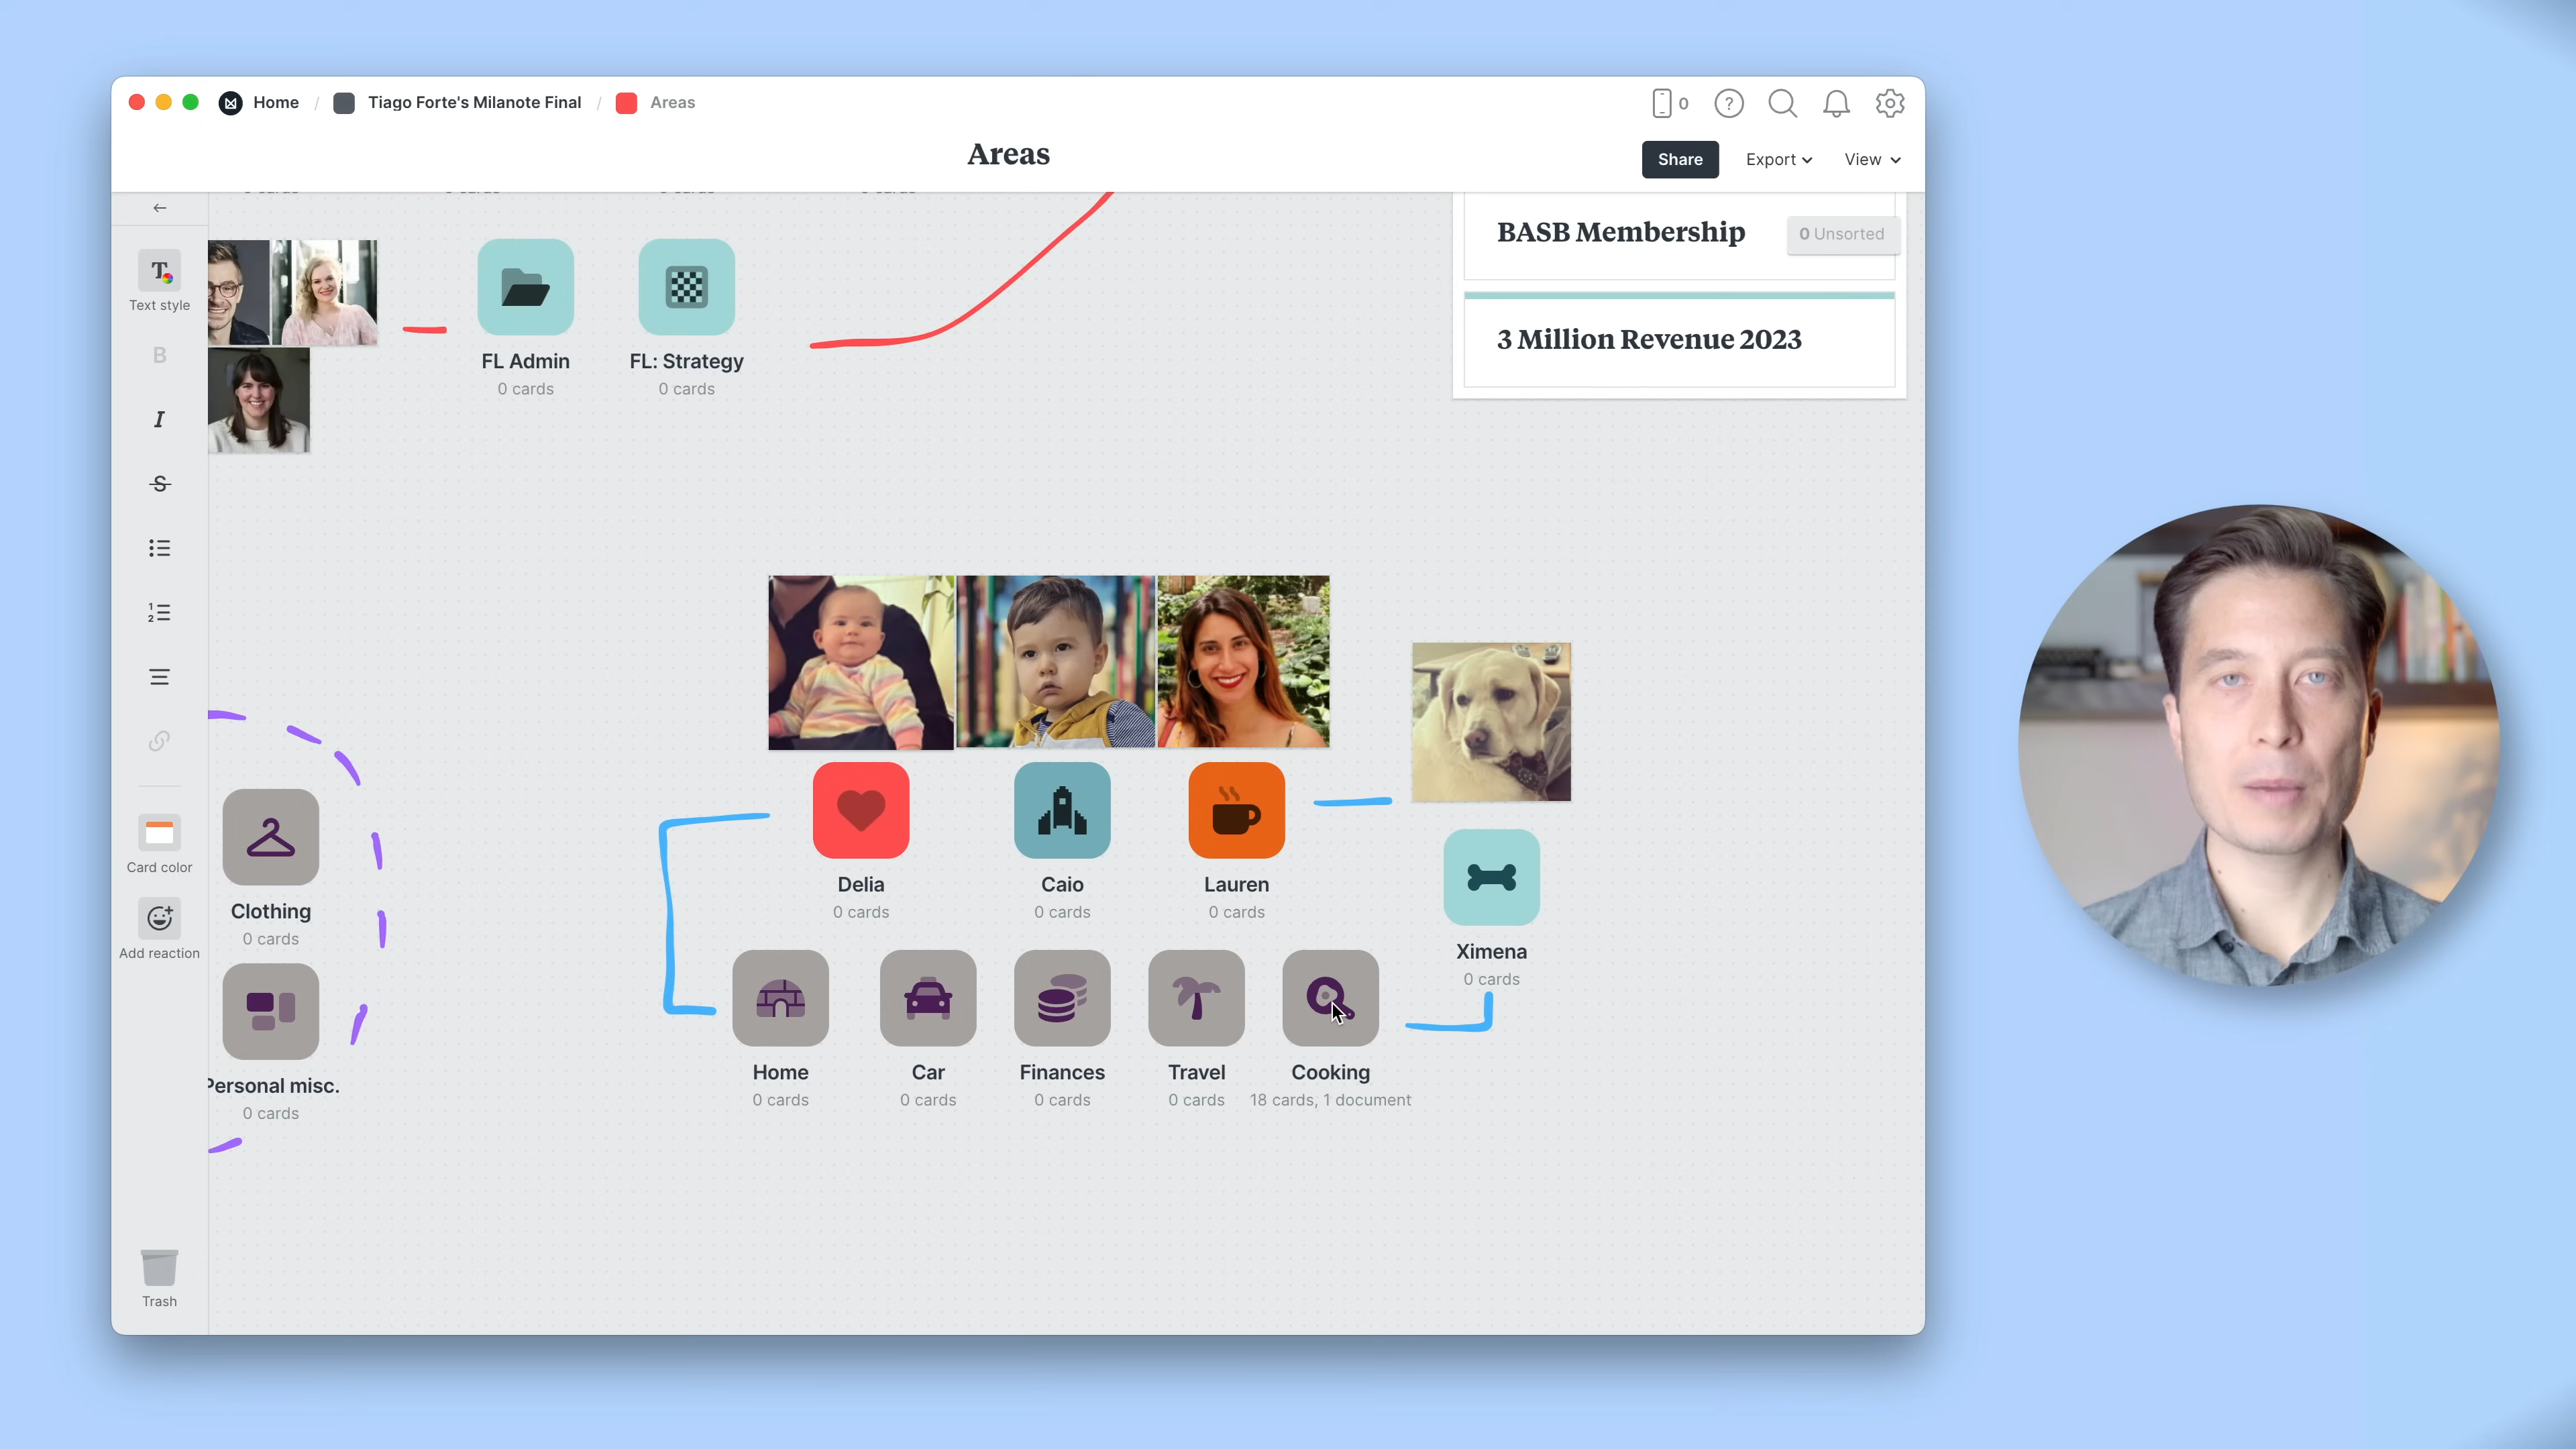 Home / Tiago Forte's Milanote Final / Areas
0
?
Areas
Share
Export
View
BASB Membership
0 Unsorted
3 Million Revenue 2023
T
Text style
B
I
S
1
2
Card color
Add reaction
Trash
FL Admin
0 cards
FL: Strategy
0 cards
Clothing
0 cards
Personal misc.
0 cards
Delia
0 cards
Caio
0 cards
Lauren
0 cards
Ximena
0 cards
Home
0 cards
Car
0 cards
Finances
0 cards
Travel
0 cards
Cooking
18 cards, 1 document